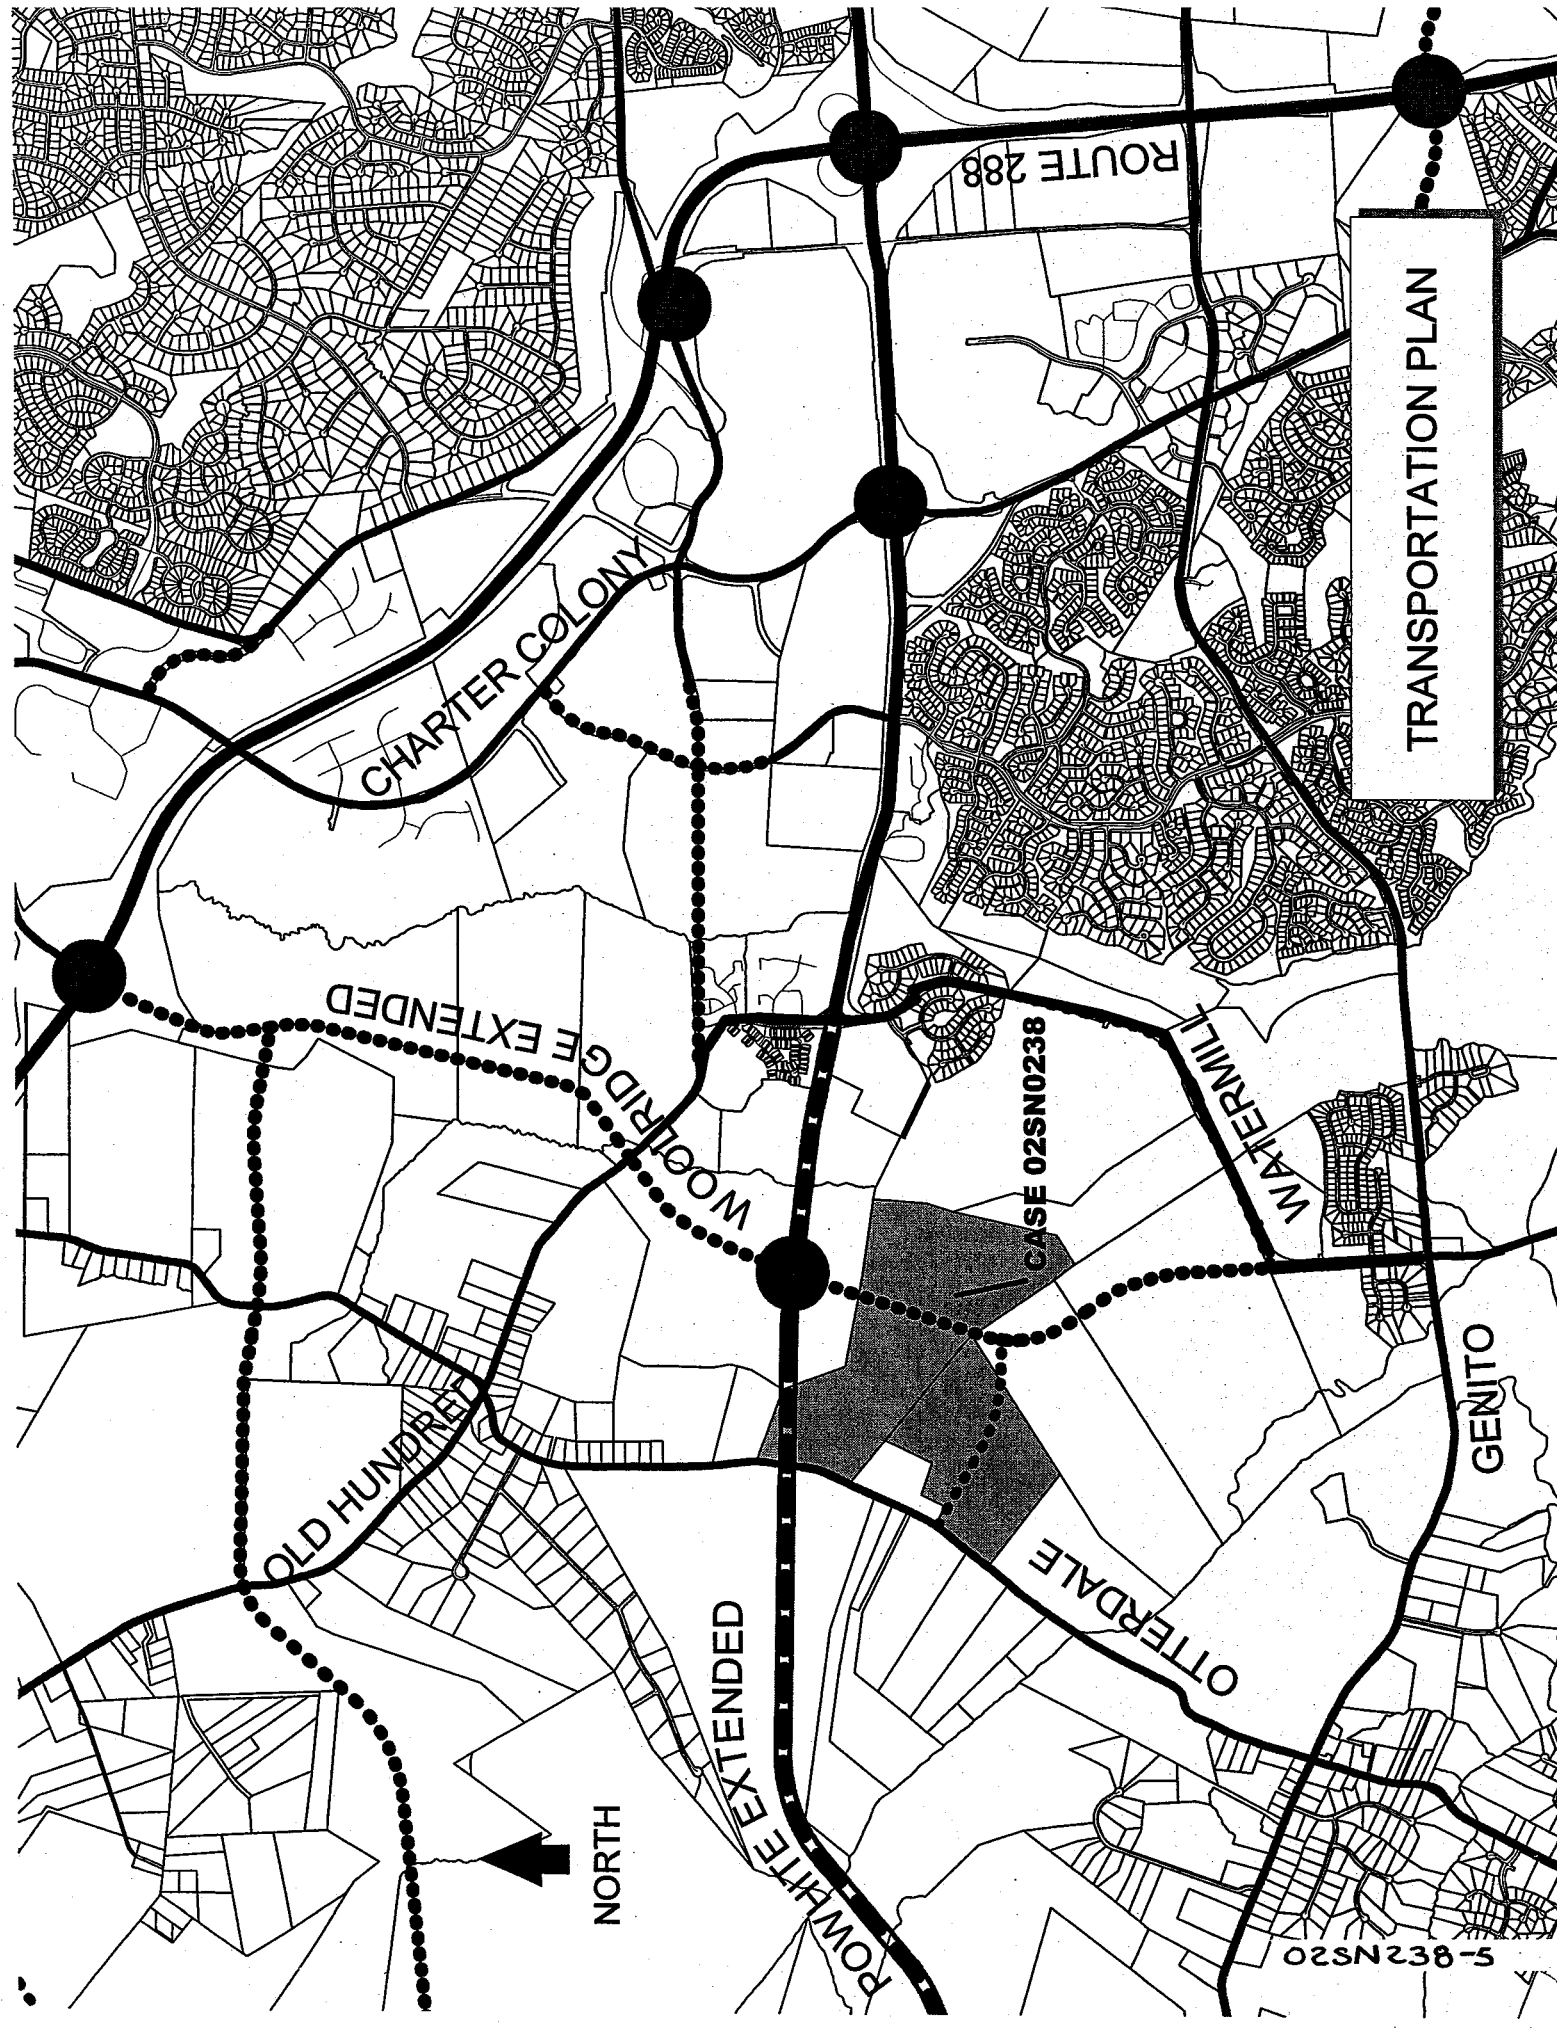 ROUTE 288
TRANSPORTATION PLAN
CHARTER COLONY
WOOLRIDGE EXTENDED
CASE 02SN0238
WATERMILL
OLD HUNDRED
GENITO
OTTERDALE
POWHITE EXTENDED
NORTH
02SN238-5